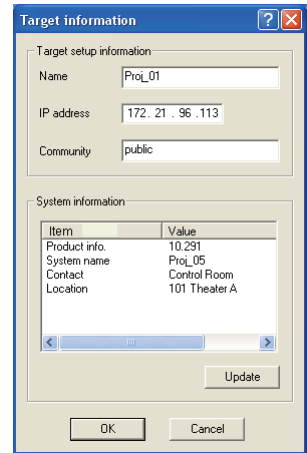 Target information
Target setup information
Name Proj_01
IP address 172. 21 . 96 .113
Community public
System information
Item Value
Product info. 10.291
System name Proj_05
Contact Control Room
Location 101 Theater A
Update
OK Cancel